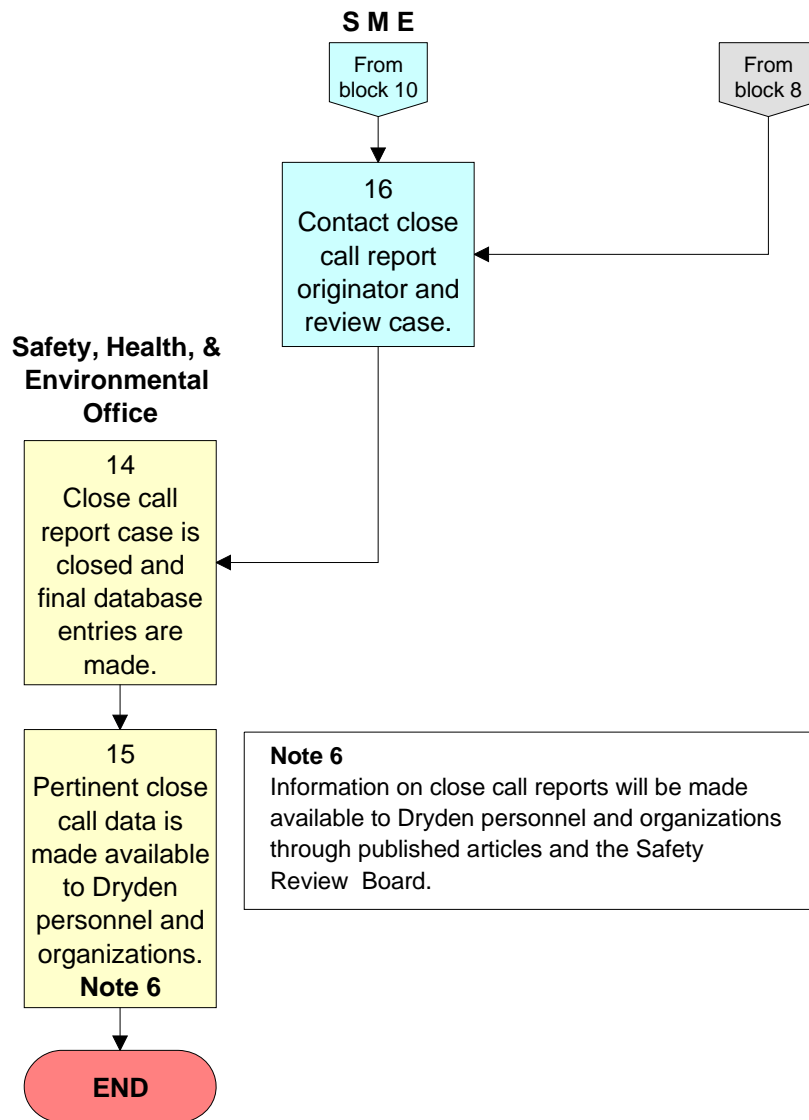 S M E
From
block 10
From
block 8
16
Contact close
call report
originator and
review case.
Safety, Health, &
Environmental
Office
14
Close call
report case is
closed and
final database
entries are
made.
15
Pertinent close
call data is
made available
to Dryden
personnel and
organizations.
Note 6
Note 6
Information on close call reports will be made
available to Dryden personnel and organizations
through published articles and the Safety
Review  Board.
END